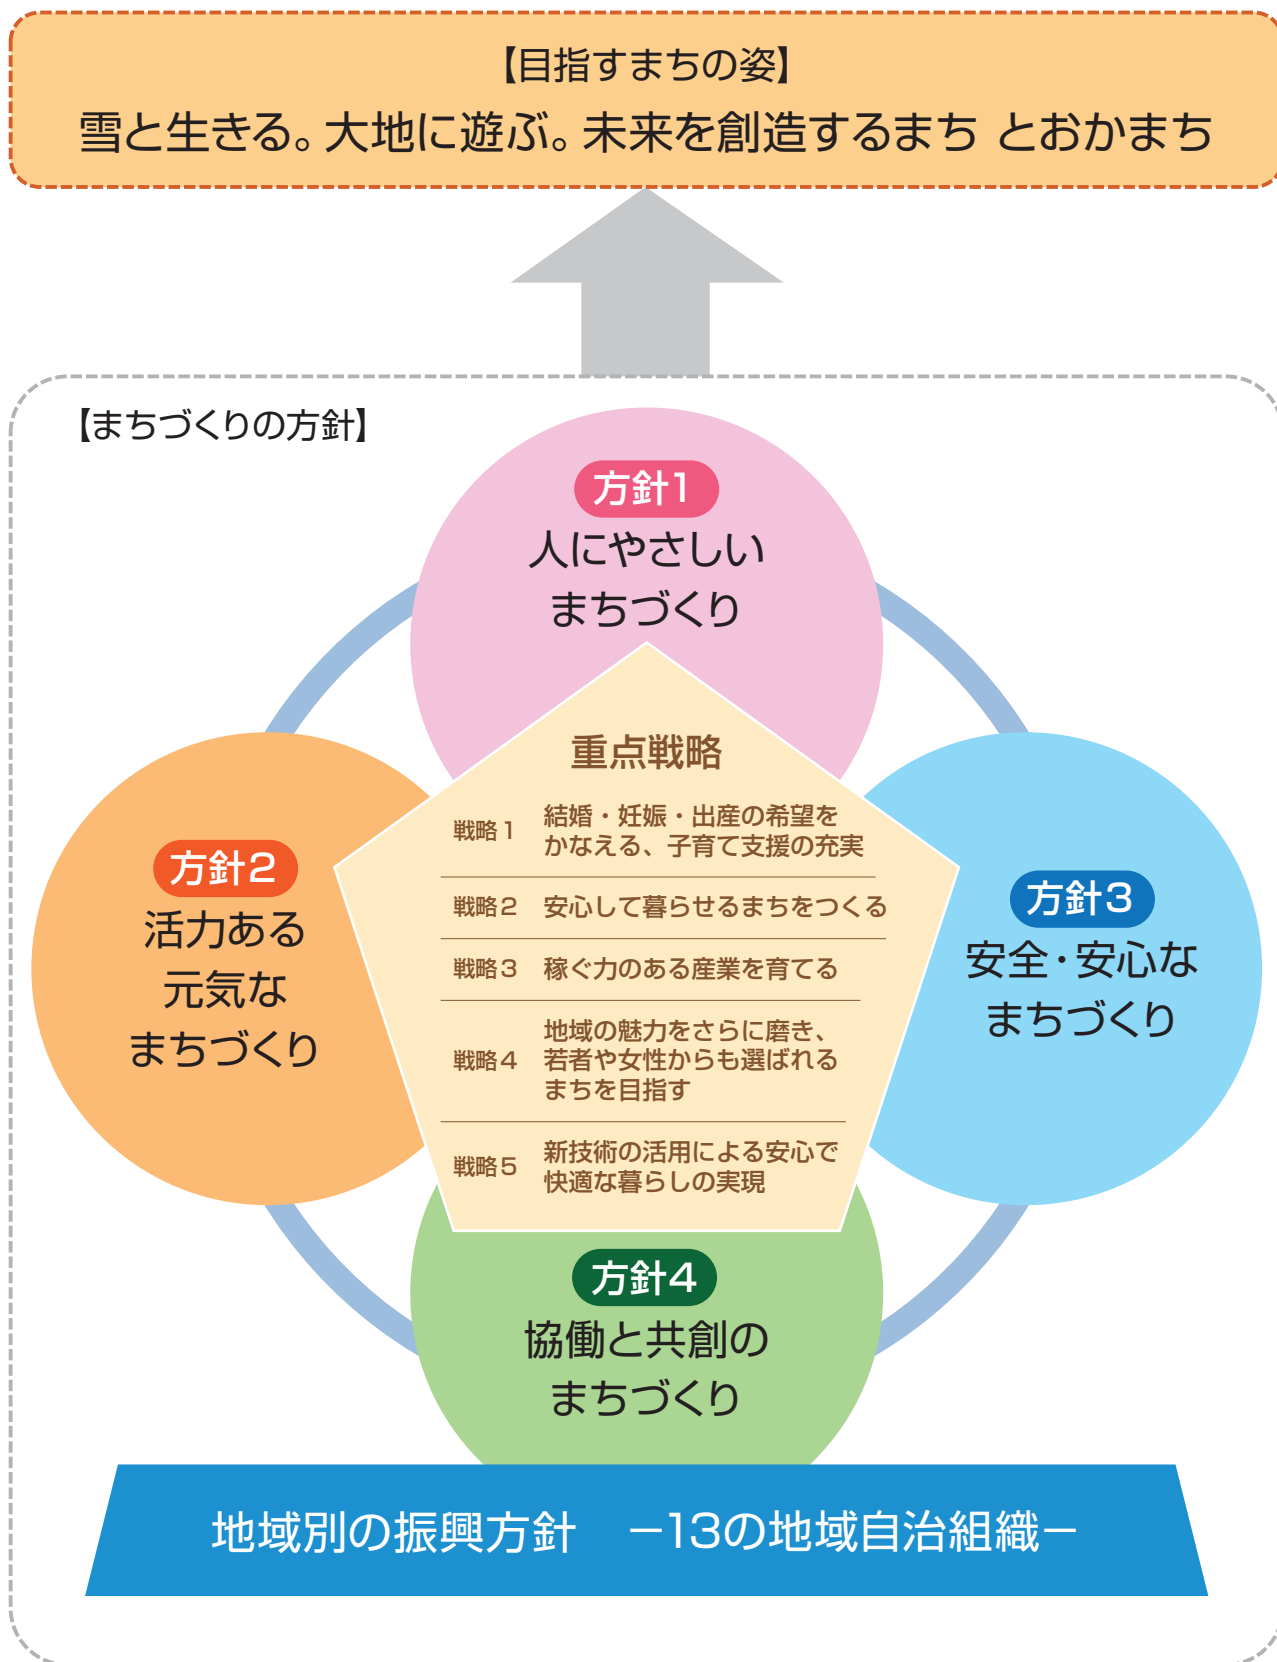 【目指すまちの姿】
雪と生きる。大地に遊ぶ。未来を創造するまち とおかまち
【まちづくりの方針】
方針1
人にやさしい
まちづくり
方針2
活力ある
元気な
まちづくり
重点戦略
戦略1 結婚・妊娠・出産の希望を
かなえる、子育て支援の充実
戦略2 安心して暮らせるまちをつくる
戦略3 稼ぐ力のある産業を育てる
戦略4 地域の魅力をさらに磨き、
若者や女性からも選ばれる
まちを目指す
戦略5 新技術の活用による安心で
快適な暮らしの実現
方針3
安全・安心な
まちづくり
方針4
協働と共創の
まちづくり
地域別の振興方針 －13の地域自治組織－